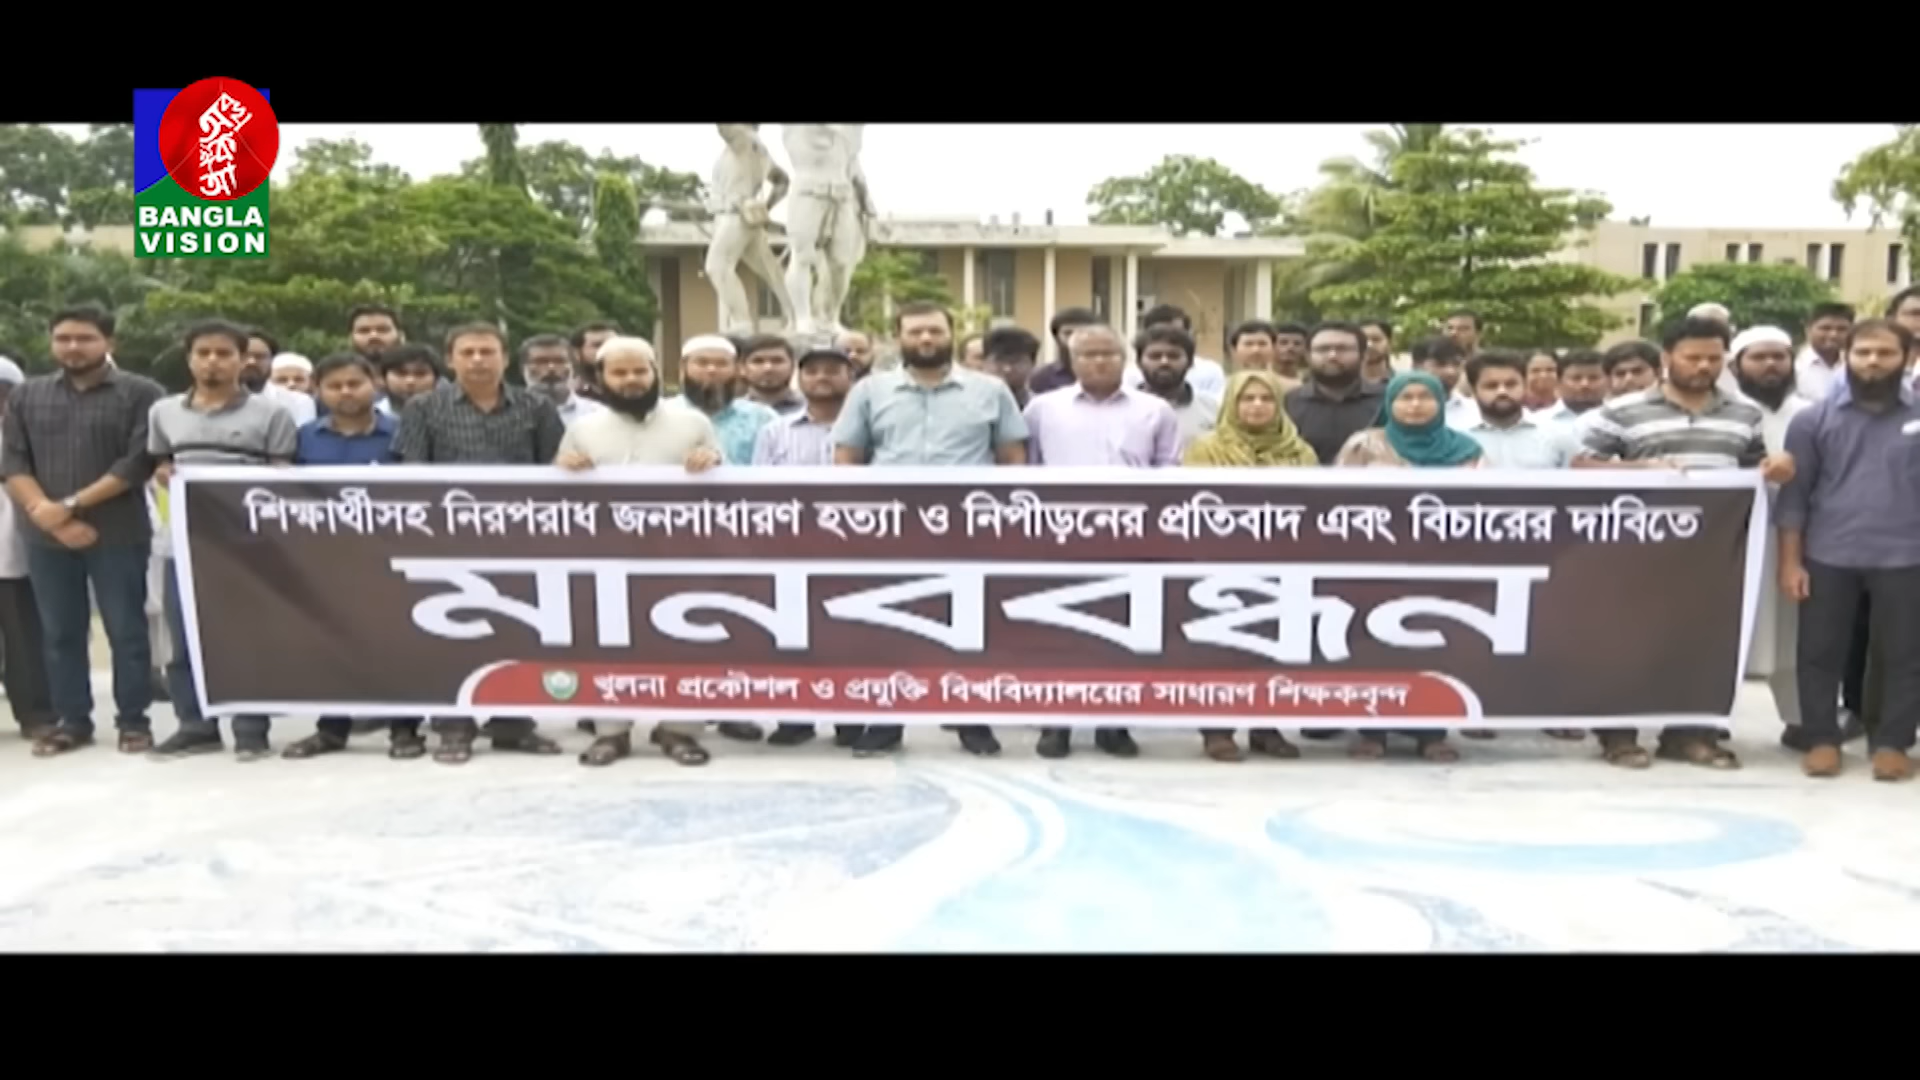 BANGLA
VISION
শিক্ষার্থীসহ নিরপরাধ জনসাধারণ হত্যা ও নিপীড়নের প্রতিবাদ এবং বিচারের দাবিতে
মানববন্ধন
খুলনা প্রকৌশল ও প্রযুক্তি বিশ্ববিদ্যালয়ের সাধারণ শিক্ষকবৃন্দ